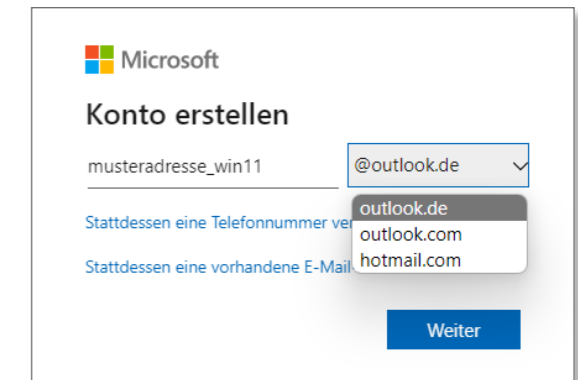 Microsoft
Konto erstellen
musteradresse_win11 @outlook.de
outlook.de
Stattdessen eine Telefonnummer
outlook.com
hotmail.com
Stattdessen eine vorhandene E-Mail-
Weiter